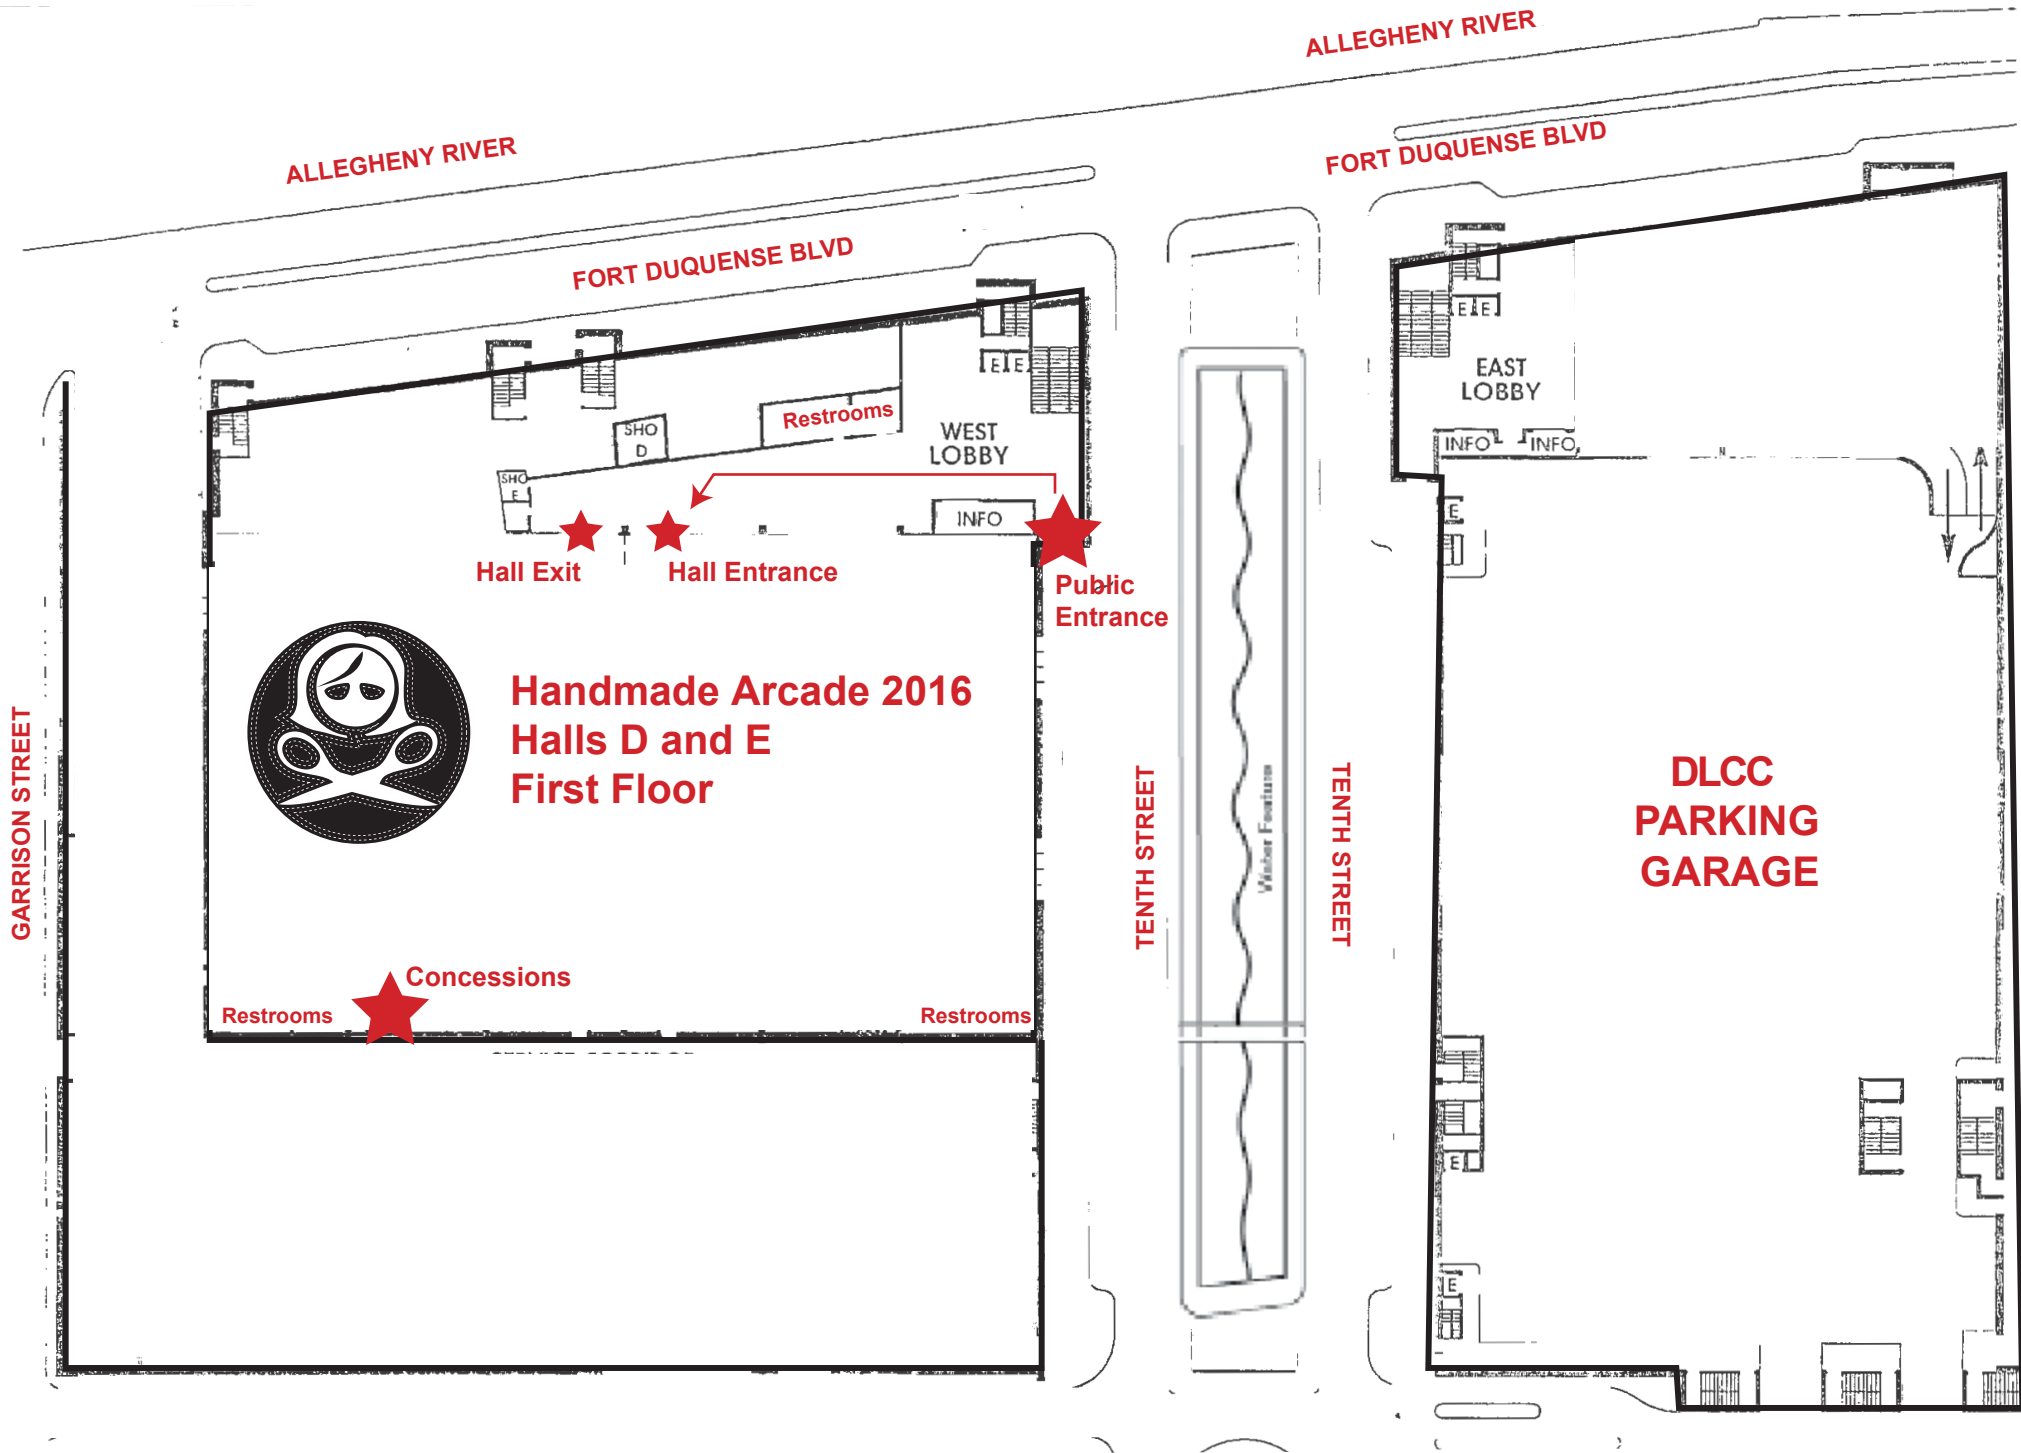 ALLEGHENY RIVER
ALLEGHENY RIVER
FORT DUQUENSE BLVD
FORT DUQUENSE BLVD
E E
E E
EAST
LOBBY
Restrooms
SHO
D
WEST
LOBBY
INFO
INFO
SHO
E
INFO
E
Hall Exit
Hall Entrance
Public
Entrance
Handmade Arcade 2016
Halls D and E
First Floor
GARRISON STREET
TENTH STREET
Water Feature
TENTH STREET
DLCC
PARKING
GARAGE
Concessions
Restrooms
Restrooms
E
E